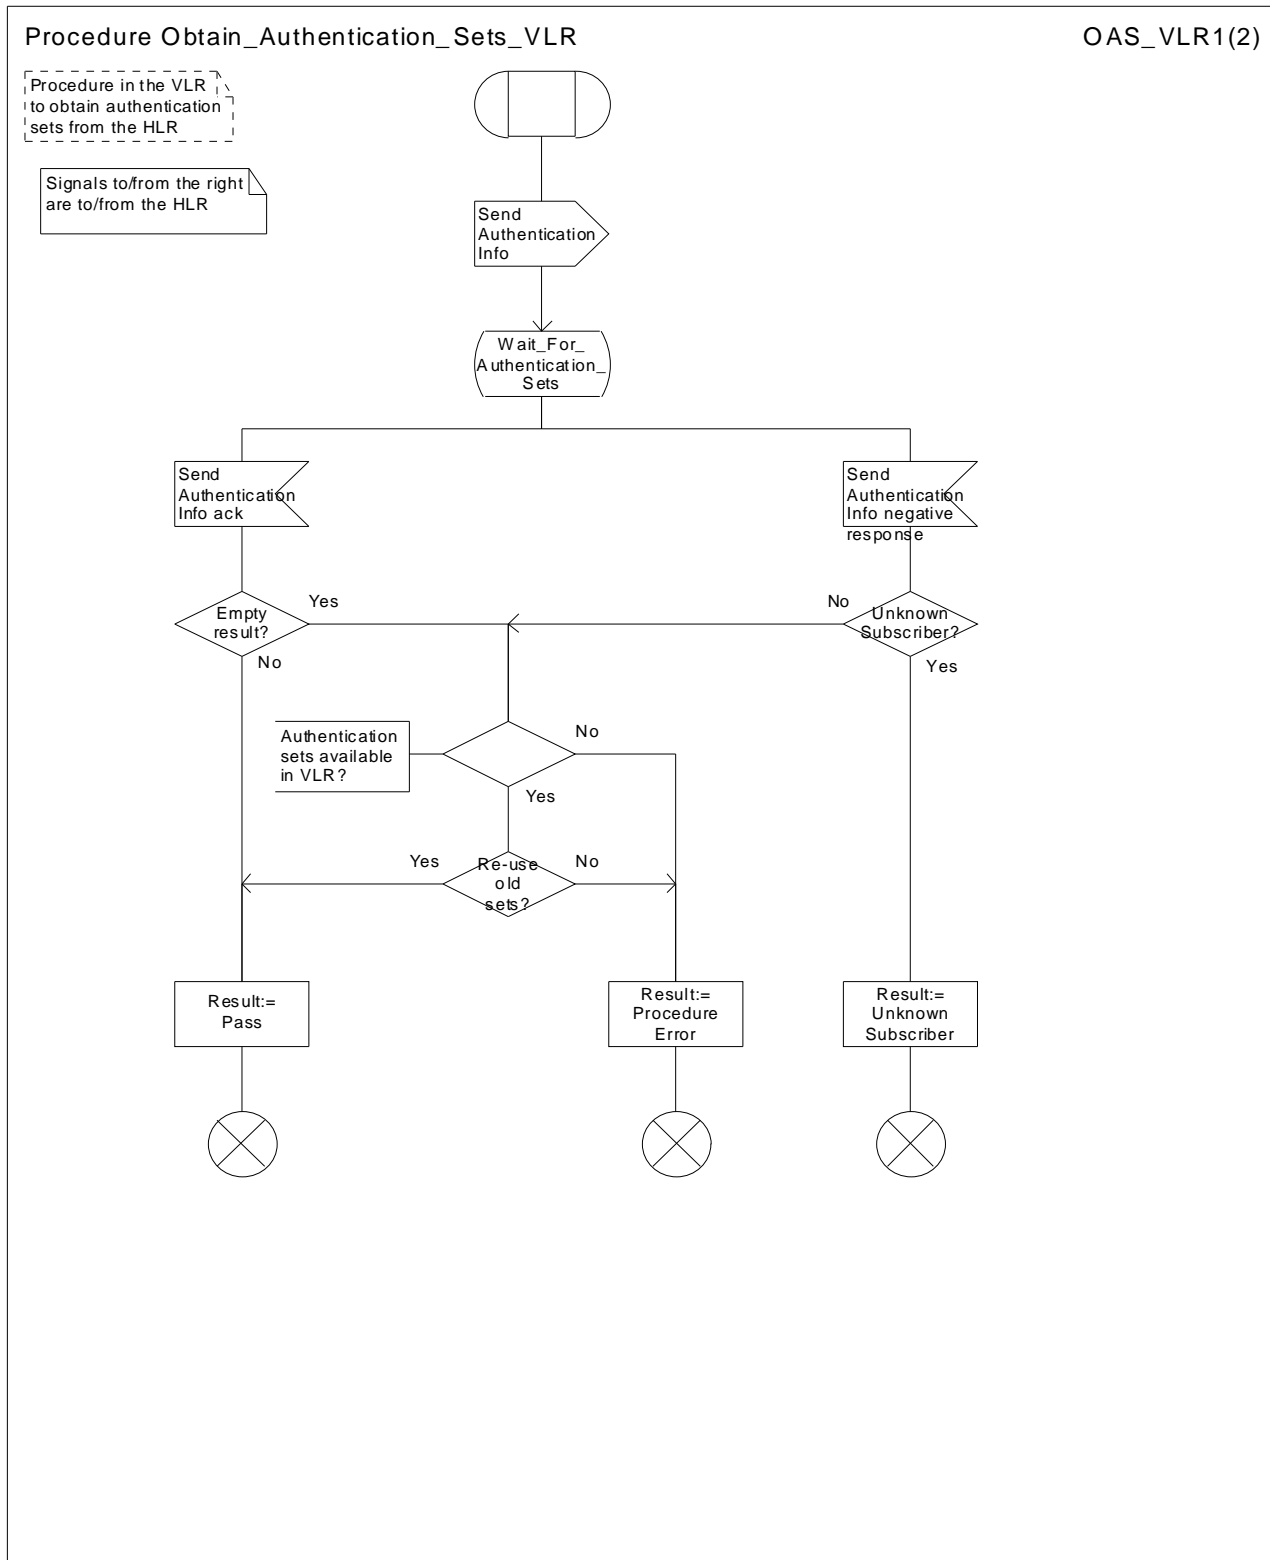 Procedure Obtain_Authentication_Sets_VLR
OAS_VLR1(2)
Procedure in the VLR
to obtain authentication
sets from the HLR
Signals to/from the right
are to/from the HLR
Send
Authentication
Info
Wait_For_
Authentication_
Sets
Send
Authentication
Info ack
Send
Authentication
Info negative
response
Empty
result?
Yes
No
No
Unknown
Subscriber?
Yes
Authentication
sets available
in VLR?
No
Yes
Yes
Re-use
old
sets?
No
Result:=
Pass
Result:=
Procedure
Error
Result:=
Unknown
Subscriber